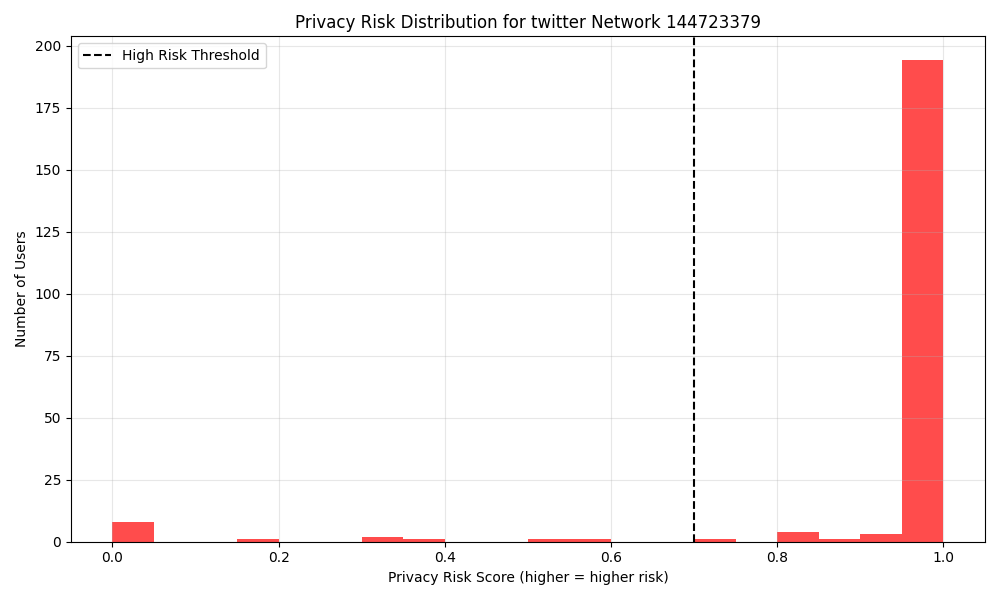 Privacy Risk Distribution for twitter Network 144723379
High Risk Threshold
Number of Users
200
175
150
125
100
75
50
25
0
0.0 0.2 0.4 0.6 0.8 1.0
Privacy Risk Score (higher = higher risk)